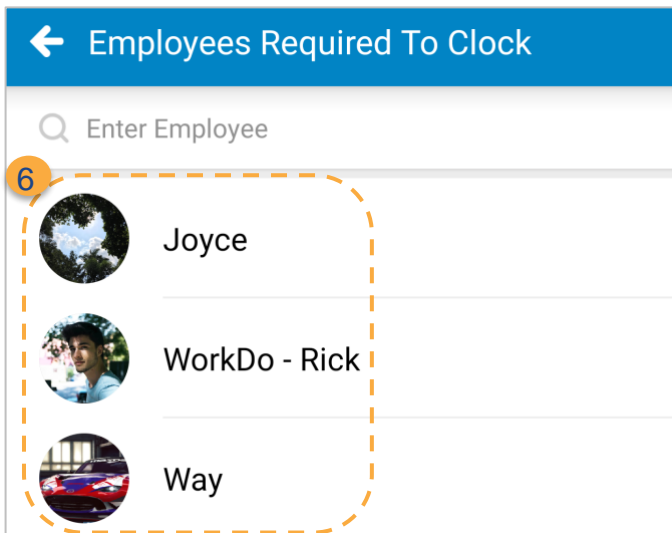 Employees Required To Clock
Enter Employee
6
Joyce
WorkDo - Rick
Way